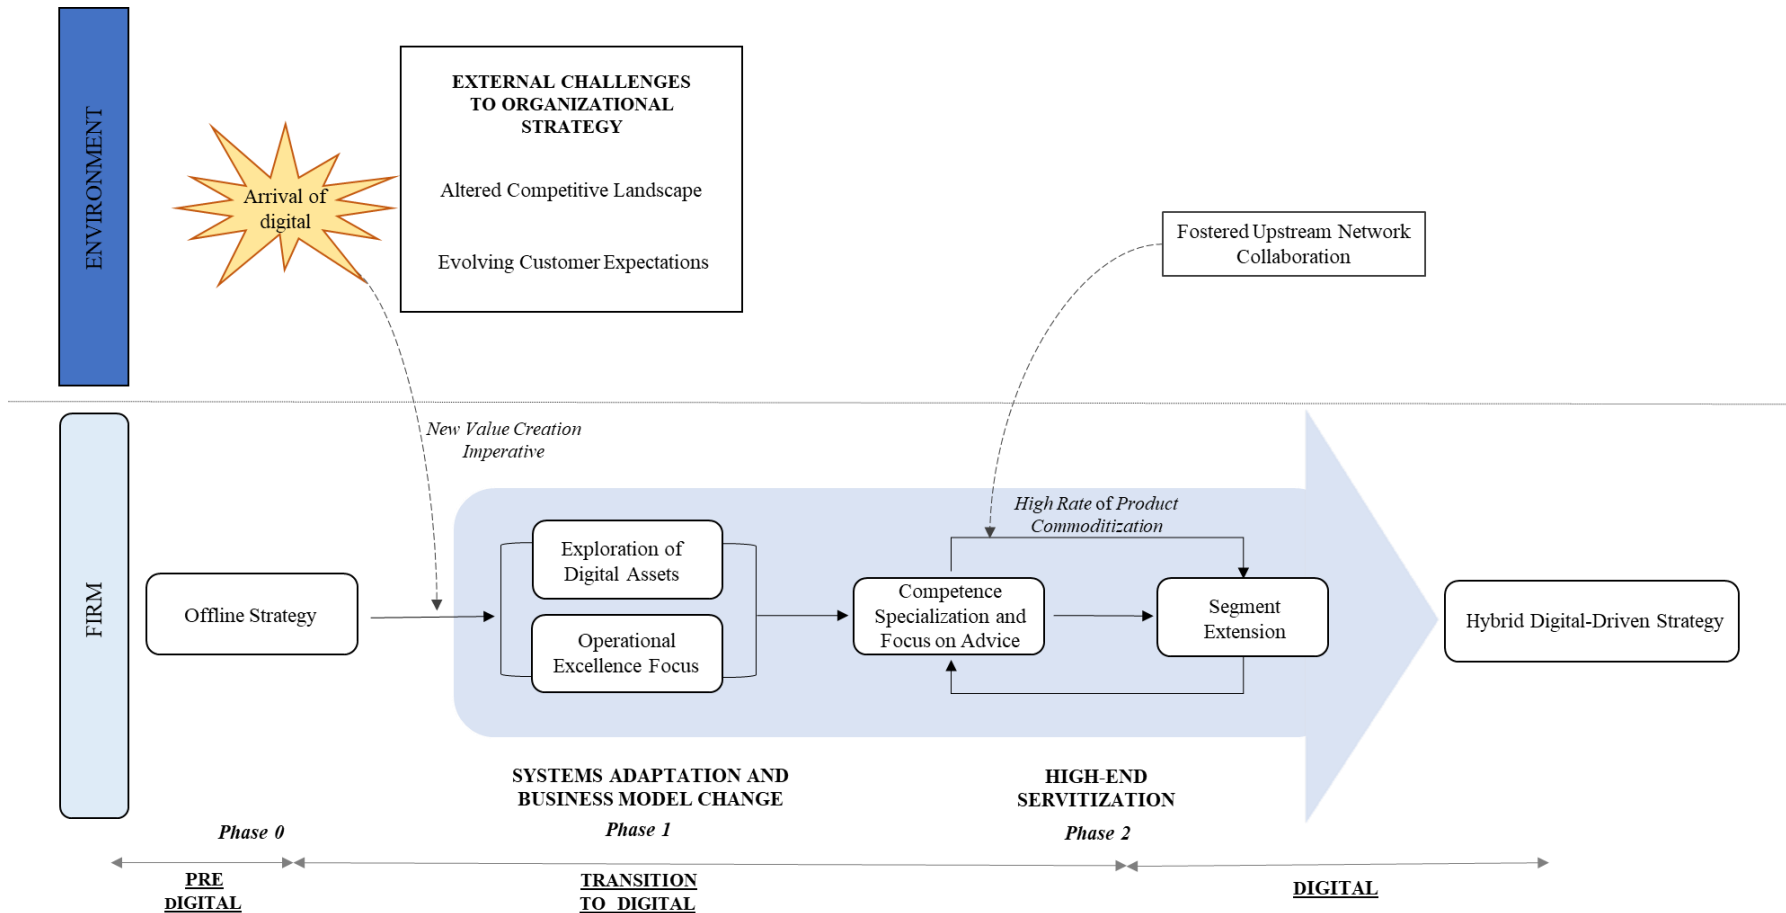 ENVIRONMENT
EXTERNAL CHALLENGES
TO ORGANIZATIONAL
STRATEGY
Altered Competitive Landscape
Evolving Customer Expectations
Arrival of
digital
Fostered Upstream Network
Collaboration
New Value Creation
Imperative
High Rate of Product
Commoditization
FIRM
Offline Strategy
Exploration of
Digital Assets
Operational
Excellence Focus
Competence
Specialization and
Focus on Advice
Segment
Extension
Hybrid Digital-Driven Strategy
SYSTEMS ADAPTATION AND
BUSINESS MODEL CHANGE
HIGH-END
SERVITIZATION
Phase 0
Phase 1
Phase 2
PRE
DIGITAL
TRANSITION
TO DIGITAL
DIGITAL